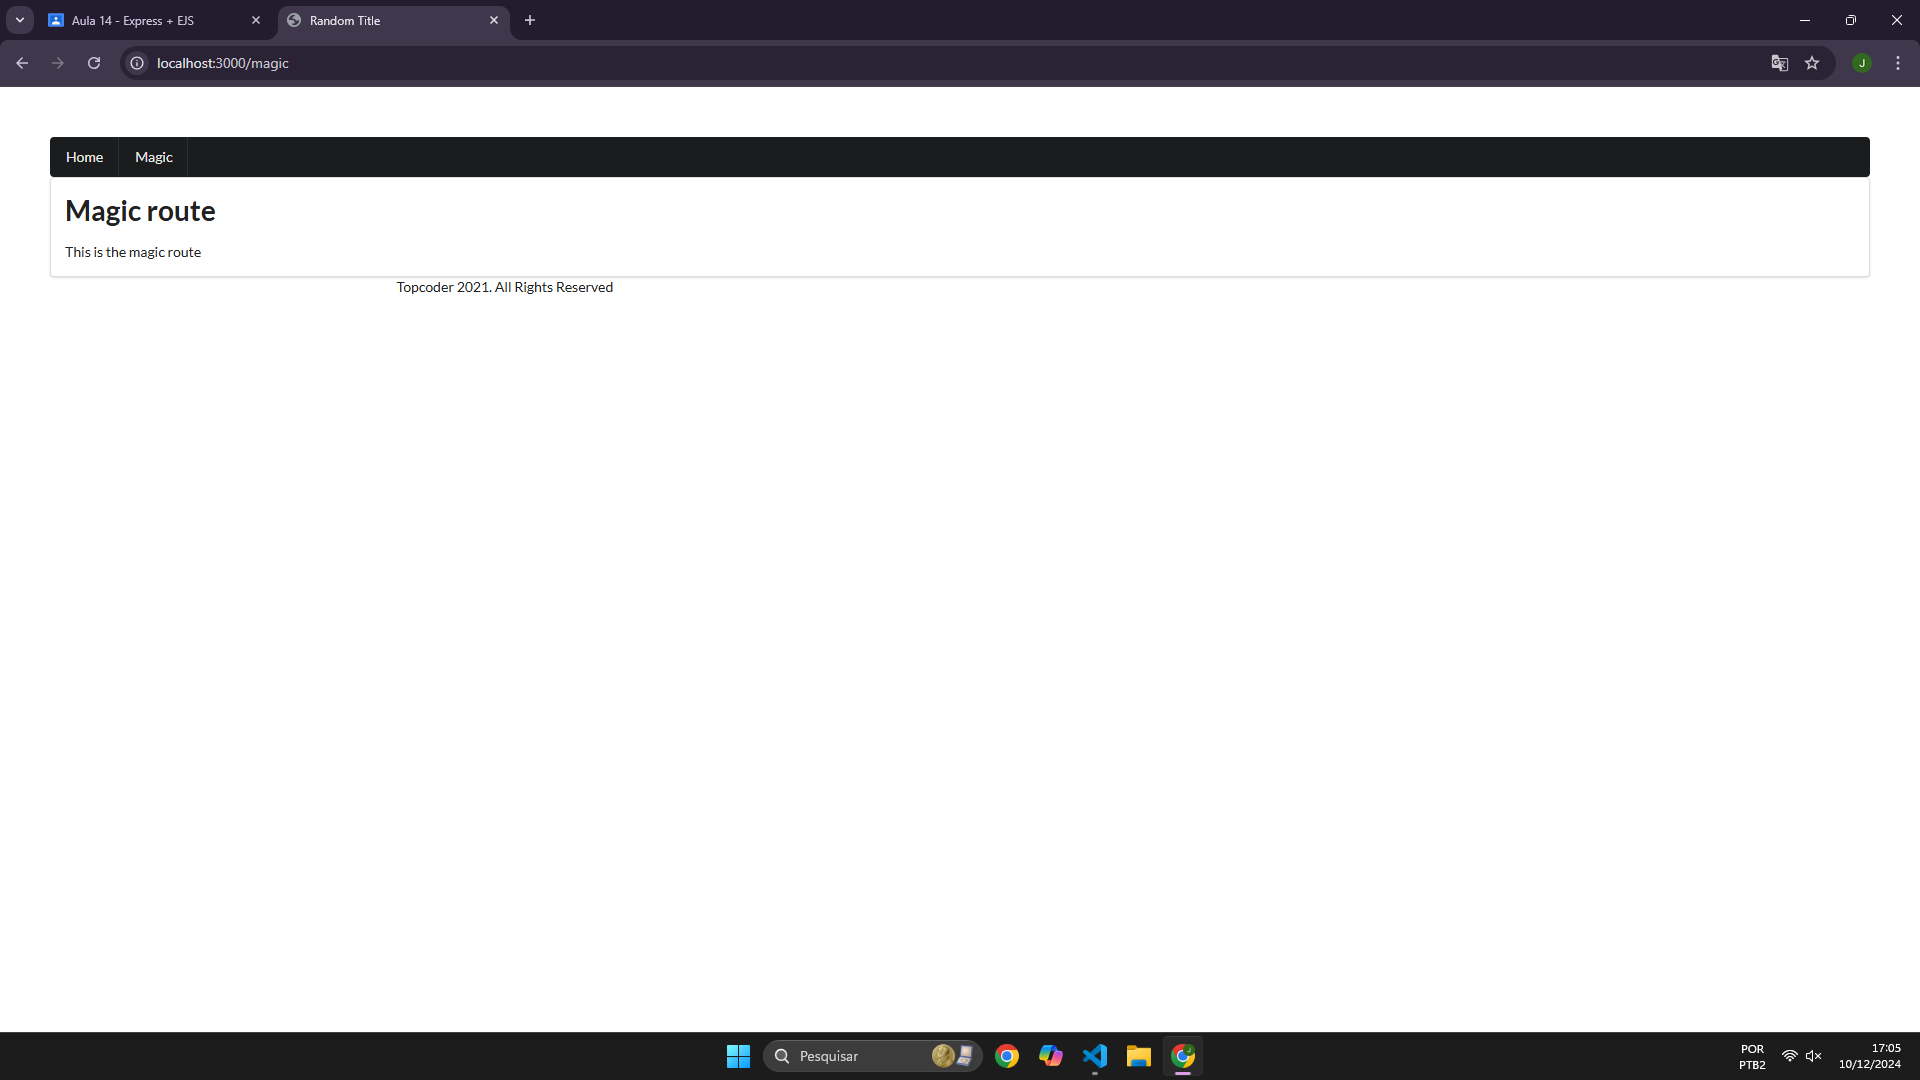 Aula 14 - Express + EJS
Random Title
localhost:3000/magic
J
Home
Magic
Magic route
This is the magic route
Topcoder 2021. All Rights Reserved
Pesquisar
POR
PTB2
17:05
10/12/2024